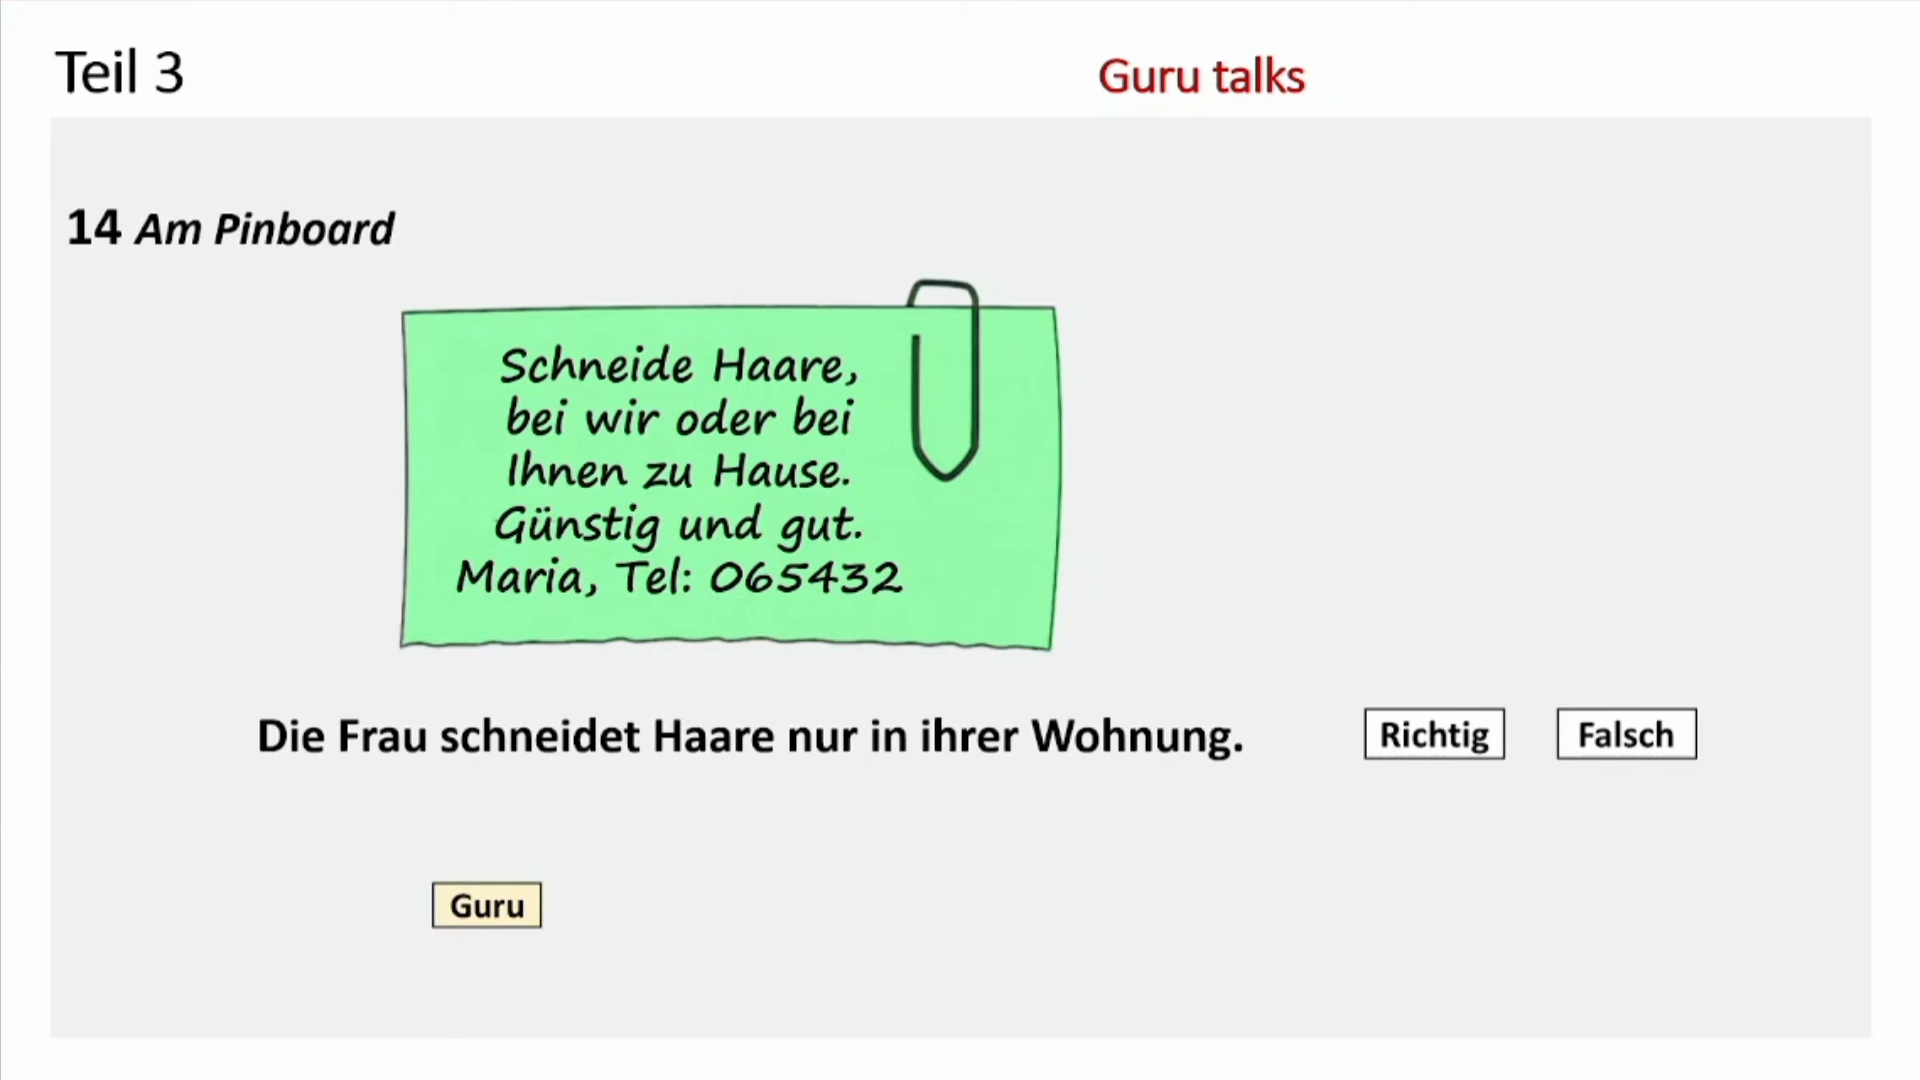 Teil 3
Guru talks
14 Am Pinboard
Schneide Haare,
bei wir oder bei
Ihnen zu Hause.
Günstig und gut.
Maria, Tel: 065432
Die Frau schneidet Haare nur in ihrer Wohnung.
Richtig
Falsch
Guru